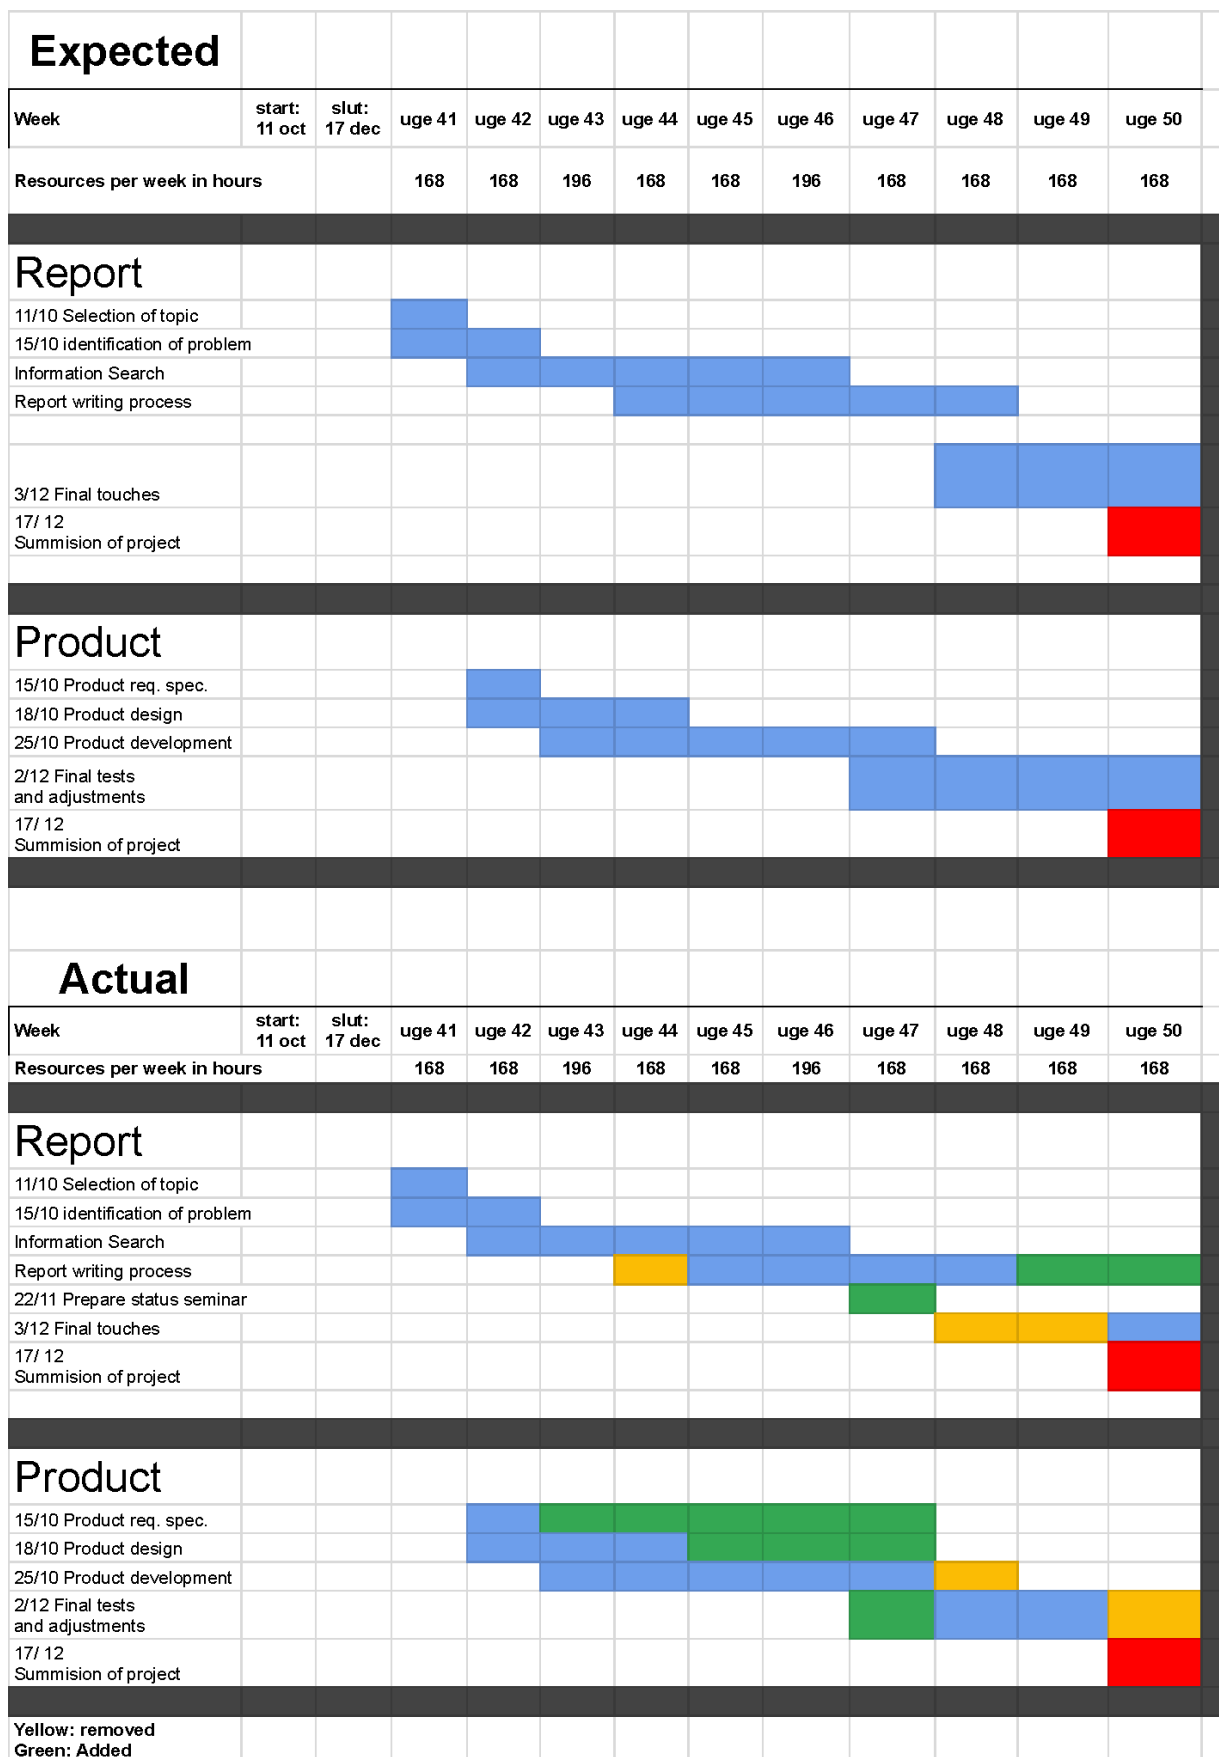 Expected
Week start: 11 oct slut: 17 dec uge 41 uge 42 uge 43 uge 44 uge 45 uge 46 uge 47 uge 48 uge 49 uge 50
Resources per week in hours 168 168 196 168 168 196 168 168 168 168
Report
11/10 Selection of topic
15/10 identification of problem
Information Search
Report writing process
3/12 Final touches
17/ 12
Summision of project
Product
15/10 Product req. spec.
18/10 Product design
25/10 Product development
2/12 Final tests
and adjustments
17/ 12
Summision of project
Actual
Week start: 11 oct slut: 17 dec uge 41 uge 42 uge 43 uge 44 uge 45 uge 46 uge 47 uge 48 uge 49 uge 50
Resources per week in hours 168 168 196 168 168 196 168 168 168 168
Report
11/10 Selection of topic
15/10 identification of problem
Information Search
Report writing process
22/11 Prepare status seminar
3/12 Final touches
17/ 12
Summision of project
Product
15/10 Product req. spec.
18/10 Product design
25/10 Product development
2/12 Final tests
and adjustments
17/ 12
Summision of project
Yellow: removed
Green: Added